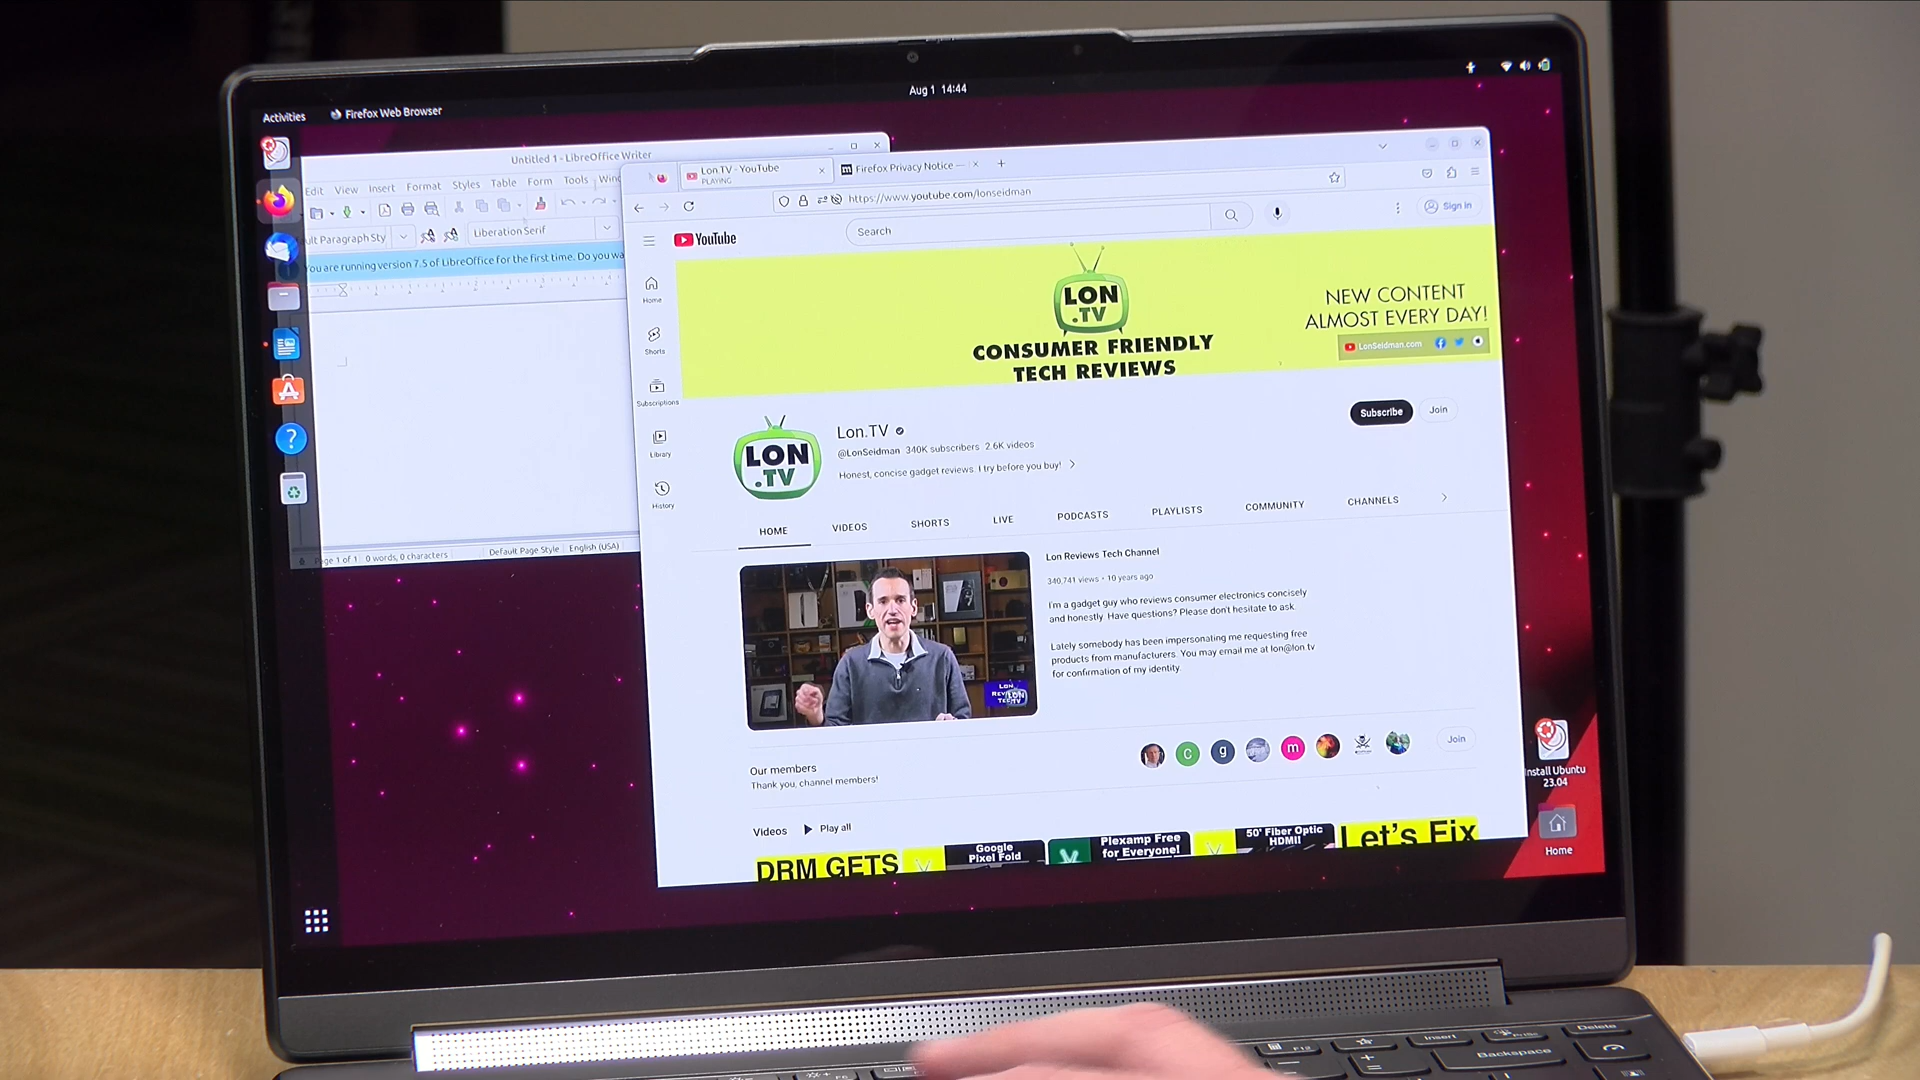 Aug 1 14:44
Activities
Firefox Web Browser
Untitled 1 - LibreOffice Writer
Edit View Insert Format Styles Table Form Tools
Liberation Serif
You are running version 7.5 of LibreOffice for the first time. Do you
Page 1 of 1 0 words, 0 characters Default Page Style English (USA)
Lon.TV - YouTube
PLAYING
Firefox Privacy Notice —
https://www.youtube.com/lonseidman
YouTube
Search
Sign in
Home
Shorts
Subscriptions
Library
History
LON
.TV
CONSUMER FRIENDLY
TECH REVIEWS
NEW CONTENT
ALMOST EVERY DAY!
LonSeidman.com
LON
.TV
Lon.TV
@LonSeidman 340K subscribers 2.6K videos
Honest, concise gadget reviews. I try before you buy!
Subscribe
Join
HOME VIDEOS SHORTS LIVE PODCASTS PLAYLISTS COMMUNITY CHANNELS
Lon Reviews Tech Channel
340,741 views • 10 years ago
I'm a gadget guy who reviews consumer electronics concisely
and honestly. Have questions? Please don't hesitate to ask.
Lately somebody has been impersonating me requesting free
products from manufacturers. You may email me at lon@lon.tv
for confirmation of my identity.
Our members
Thank you, channel members!
C
g
m
Join
Videos
Play all
DRM GETS
Google
Pixel Fold
Plexamp Free
for Everyone!
50' Fiber Optic
HDMI!
Let's Fix
Install Ubuntu
23.04
Home
F12
Insert
Delete
Backspace